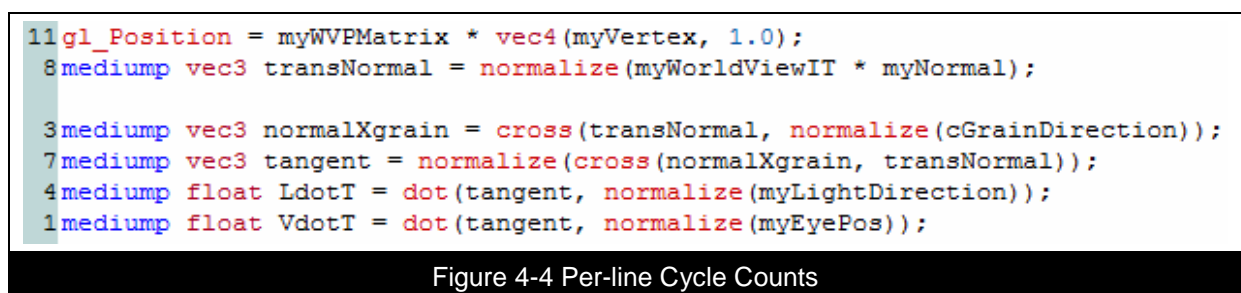 11 gl_Position = myWVPMatrix * vec4(myVertex, 1.0);
8 mediump vec3 transNormal = normalize(myWorldViewIT * myNormal);
3 mediump vec3 normalXgrain = cross(transNormal, normalize(cGrainDirection));
7 mediump vec3 tangent = normalize(cross(normalXgrain, transNormal));
4 mediump float LdotT = dot(tangent, normalize(myLightDirection));
1 mediump float VdotT = dot(tangent, normalize(myEyePos));
Figure 4-4 Per-line Cycle Counts